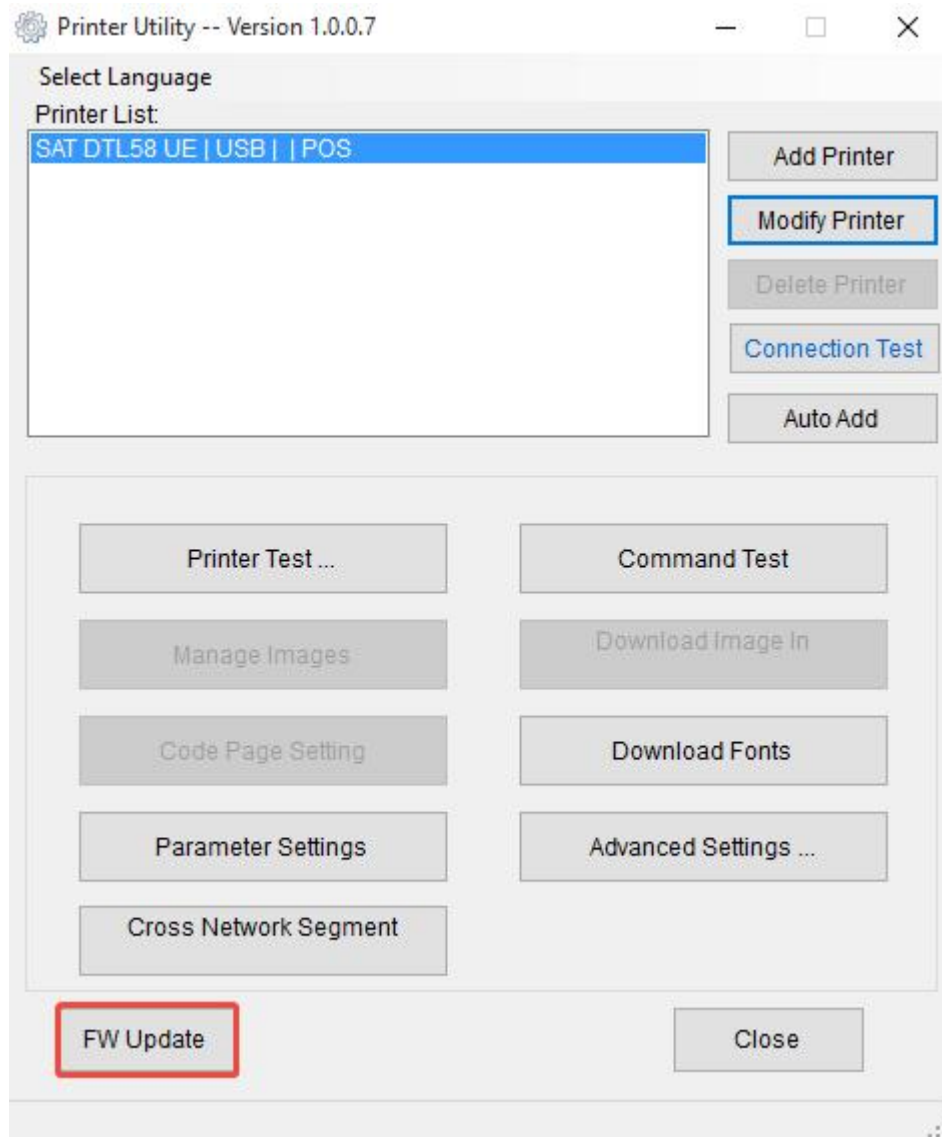 Printer Utility -- Version 1.0.0.7
Select Language
Printer List:
SAT DTL58 UE | USB | | POS
Add Printer
Modify Printer
Delete Printer
Connection Test
Auto Add
Printer Test ...
Command Test
Manage Images
Download Image In
Code Page Setting
Download Fonts
Parameter Settings
Advanced Settings ...
Cross Network Segment
FW Update
Close